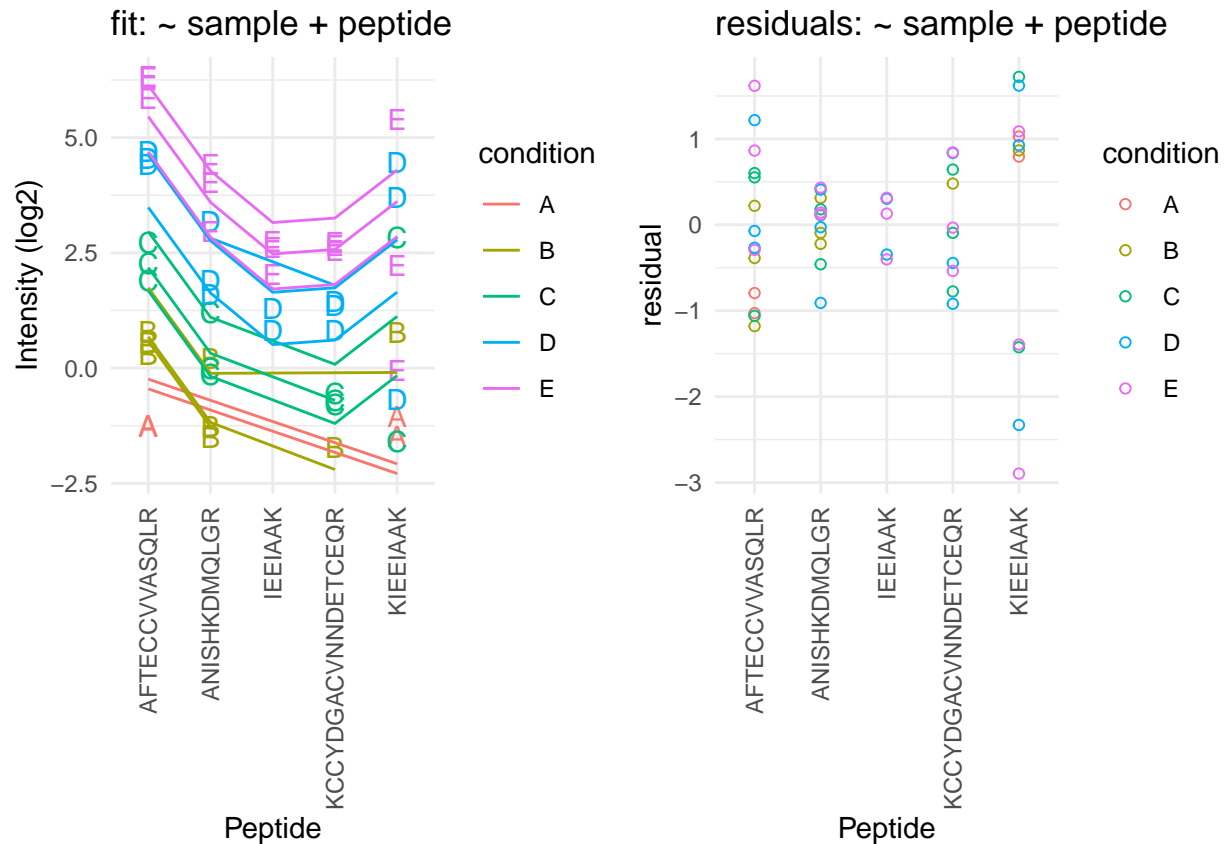 fit: ~ sample + peptide
Intensity (log2)
5.0
2.5
0.0
−2.5
E
E
E
D
D
D
C
C
C
B
B
B
A
E
E
E
D
D
D
C
C
C
B
B
B
E
E
E
D
D
E
E
E
D
D
C
C
C
B
E
D
D
C
E
B
E
D
A
A
C
AFTECCVVASQLR
ANISHKDMQLGR
IEEIAAK
KCCYDGACVNNDETCEQR
KIEEIAAK
Peptide
condition
A
B
C
D
E
residuals: ~ sample + peptide
residual
1
0
−1
−2
−3
AFTECCVVASQLR
ANISHKDMQLGR
IEEIAAK
KCCYDGACVNNDETCEQR
KIEEIAAK
Peptide
condition
A
B
C
D
E